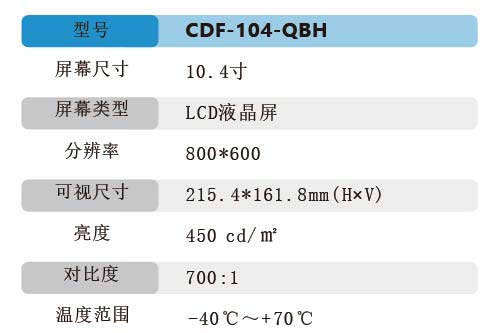 型号 CDF-104-QBH
屏幕尺寸 10.4寸
屏幕类型 LCD液晶屏
分辨率 800*600
可视尺寸 215.4*161.8mm(H×V)
亮度 450 cd/㎡
对比度 700:1
温度范围 -40℃～+70℃